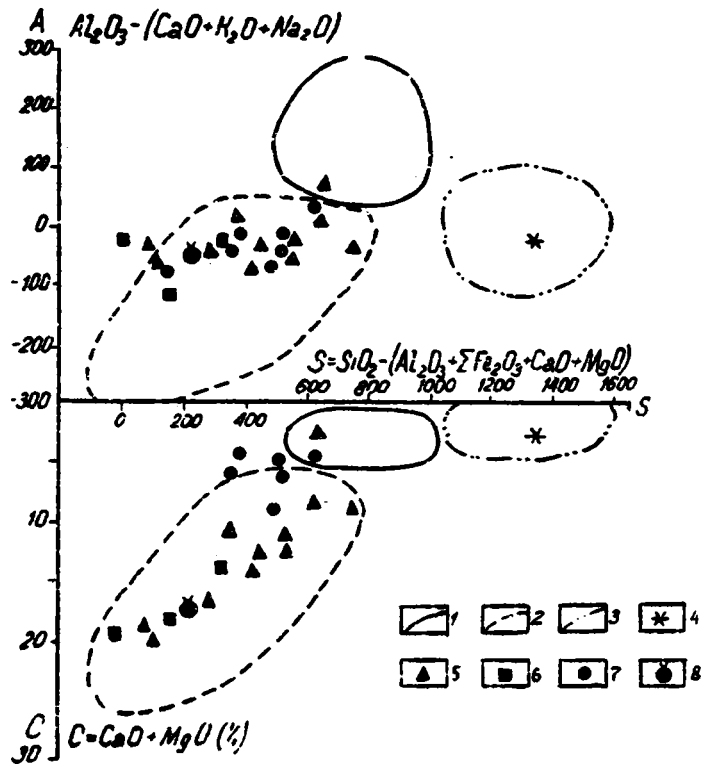 A Al₂O₃-(CaO+K₂O+Na₂O)
300
200
100
0
-100
-200
-300
S=SiO₂-(Al₂O₃+ΣFe₂O₃+CaO+MgO)
0 200 400 600 800 1000 1200 1400 1600 S
10
20
30
C C=CaO+MgO (%)
1 2 3 4
5 6 7 8